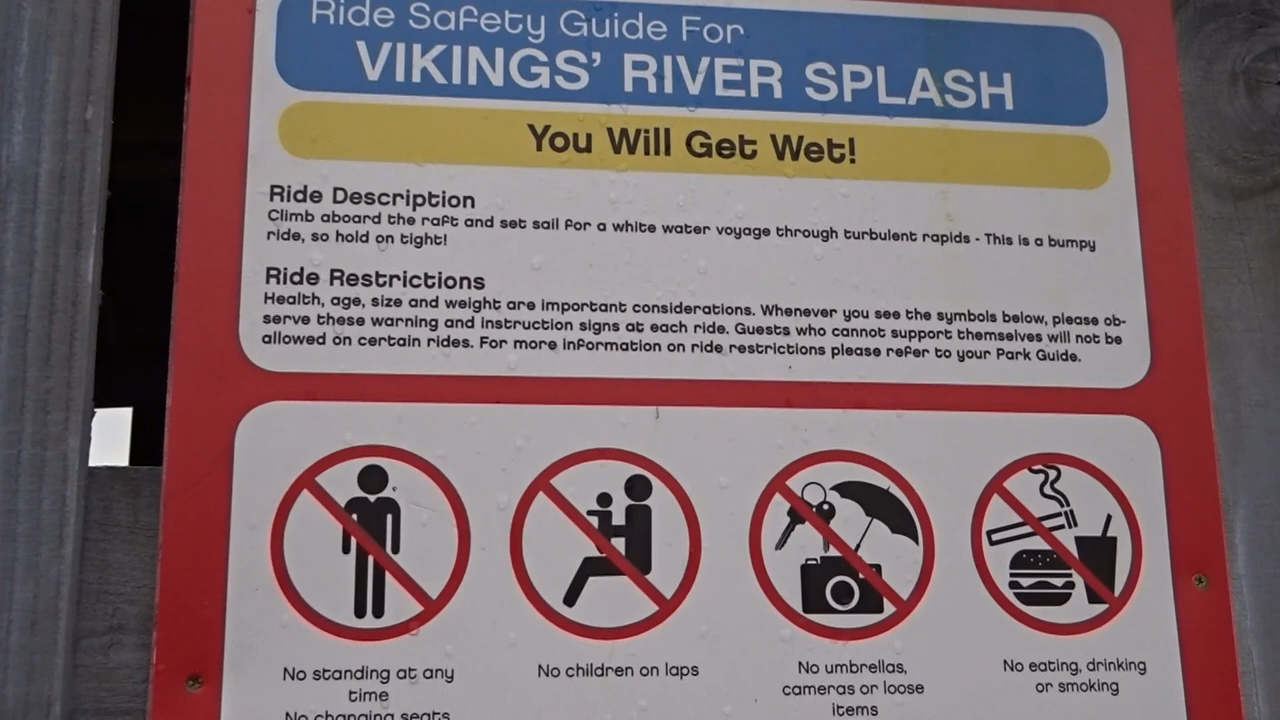 Ride Safety Guide For
VIKINGS' RIVER SPLASH
You Will Get Wet!
Ride Description
Climb aboard the raft and set sail for a white water voyage through turbulent rapids - This is a bumpy
ride, so hold on tight!
Ride Restrictions
Health, age, size and weight are important considerations. Whenever you see the symbols below, please ob-
serve these warning and instruction signs at each ride. Guests who cannot support themselves will not be
allowed on certain rides. For more information on ride restrictions please refer to your Park Guide.
No standing at any
time
No changing seats
No children on laps
No umbrellas,
cameras or loose
items
No eating, drinking
or smoking